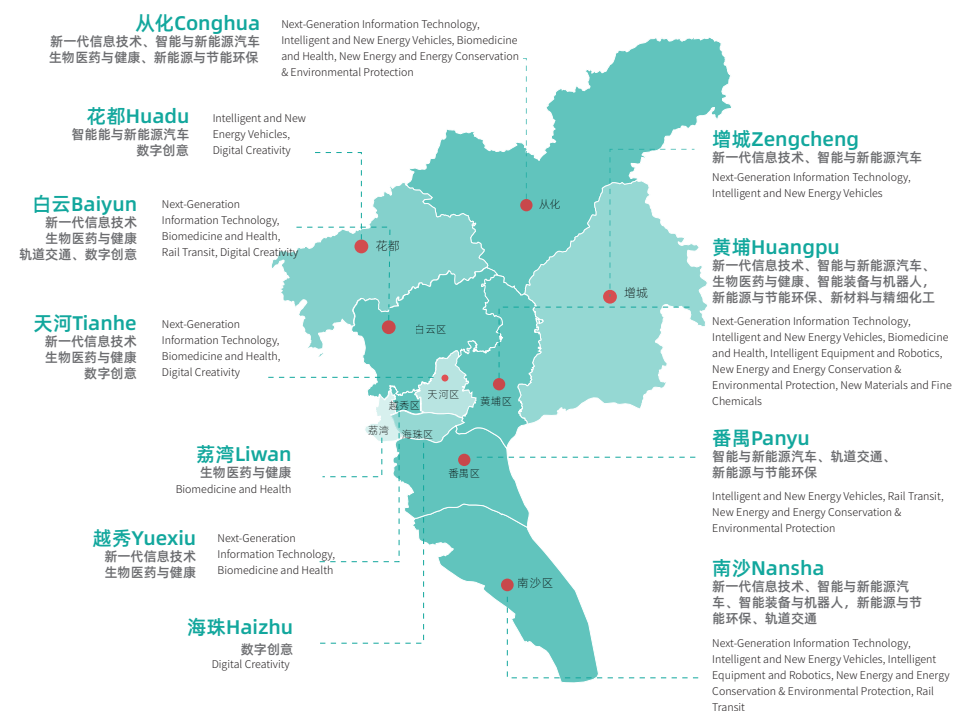 从化Conghua
新一代信息技术、智能与新能源汽车
生物医药与健康、新能源与节能环保
Next-Generation Information Technology,
Intelligent and New Energy Vehicles, Biomedicine
and Health, New Energy and Energy Conservation
& Environmental Protection
花都Huadu
智能能与新能源汽车
数字创意
Intelligent and New
Energy Vehicles,
Digital Creativity
白云Baiyun
新一代信息技术
生物医药与健康
轨道交通、数字创意
Next-Generation
Information Technology,
Biomedicine and Health,
Rail Transit, Digital Creativity
天河Tianhe
新一代信息技术
生物医药与健康
数字创意
Next-Generation
Information Technology,
Biomedicine and Health,
Digital Creativity
荔湾Liwan
生物医药与健康
Biomedicine and Health
越秀Yuexiu
新一代信息技术
生物医药与健康
Next-Generation
Information Technology,
Biomedicine and Health
海珠Haizhu
数字创意
Digital Creativity
从化
花都
增城
白云区
天河区
黄埔区
越秀区
荔湾
海珠区
番禺区
南沙区
增城Zengcheng
新一代信息技术、智能与新能源汽车
Next-Generation Information Technology,
Intelligent and New Energy Vehicles
黄埔Huangpu
新一代信息技术、智能与新能源汽车、
生物医药与健康、智能装备与机器人，
新能源与节能环保、新材料与精细化工
Next-Generation Information Technology,
Intelligent and New Energy Vehicles, Biomedicine
and Health, Intelligent Equipment and Robotics,
New Energy and Energy Conservation &
Environmental Protection, New Materials and Fine
Chemicals
番禺Panyu
智能与新能源汽车、轨道交通、
新能源与节能环保
Intelligent and New Energy Vehicles, Rail Transit,
New Energy and Energy Conservation &
Environmental Protection
南沙Nansha
新一代信息技术、智能与新能源汽
车、智能装备与机器人，新能源与节
能环保、轨道交通
Next-Generation Information Technology,
Intelligent and New Energy Vehicles, Intelligent
Equipment and Robotics, New Energy and Energy
Conservation & Environmental Protection, Rail
Transit